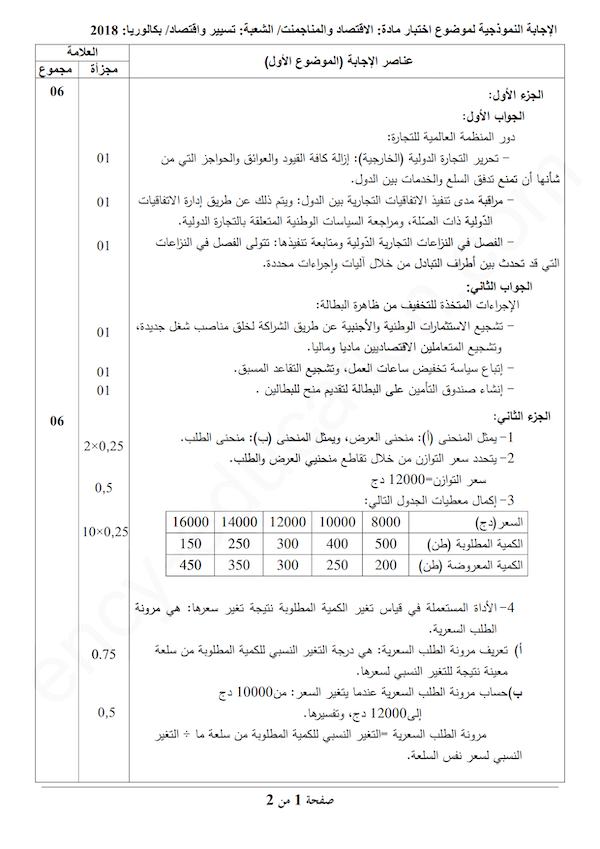 الإجابة النموذجية لموضوع اختبار مادة: الاقتصاد والمناجمنت/ الشعبة: تسيير واقتصاد/ بكالوريا: 2018
عناصر الإجابة (الموضوع الأول)
العلامة
مجزأة
مجموع
الجزء الأول:
06
الجواب الأول:
دور المنظمة العالمية للتجارة:
– تحرير التجارة الدولية (الخارجية): إزالة كافة القيود والعوائق والحواجز التي من
01
شأنها ان تمنع تدفق السلع والخدمات بين الدول.
– مراقبة مدى تنفيذ الاتفاقيات التجارية بين الدول: ويتم ذلك عن طريق إدارة الاتفاقيات
01
الدّولية ذات الصّلة، ومراجعة السياسات الوطنية المتعلقة بالتجارة الدولية.
– الفصل في النزاعات التجارية الدّولية ومتابعة تنفيذها: تتولى الفصل في النزاعات
01
التي قد تحدث بين أطراف التبادل من خلال آليات وإجراءات محددة.
الجواب الثاني:
الإجراءات المتخذة للتخفيف من ظاهرة البطالة:
– تشجيع الاستثمارات الوطنية والأجنبية عن طريق الشراكة لخلق مناصب شغل جديدة،
01
وتشجيع المتعاملين الاقتصاديين ماديا وماليا.
– إتباع سياسة تخفيض ساعات العمل، وتشجيع التقاعد المسبق.
01
– إنشاء صندوق التأمين على البطالة لتقديم منح للبطالين .
01
الجزء الثاني:
06
1– يمثل المنحنى (أ): منحنى العرض، ويمثل المنحنى (ب): منحنى الطلب.
2×0,25
2– يتحدد سعر التوازن من خلال تقاطع منحنيي العرض والطلب.
سعر التوازن=12000 دج
0,5
3– إكمال معطيات الجدول التالي:
10×0,25
السعر(دج) 8000 10000 12000 14000 16000
الكمية المطلوبة (طن) 500 400 300 250 150
الكمية المعروضة (طن) 200 250 300 350 450
4– الأداة المستعملة في قياس تغير الكمية المطلوبة نتيجة تغير سعرها: هي مرونة
الطلب السعرية.
أ) تعريف مرونة الطلب السعرية: هي درجة التغير النسبي للكمية المطلوبة من سلعة
0.75
معينة نتيجة للتغير النسبي لسعرها.
ب)حساب مرونة الطلب السعرية عندما يتغير السعر: من10000 دج
إلى12000 دج، وتفسيرها.
0,5
مرونة الطلب السعرية =التغير النسبي للكمية المطلوبة من سلعة ما ÷ التغير
النسبي لسعر نفس السلعة.
صفحة 1 من 2